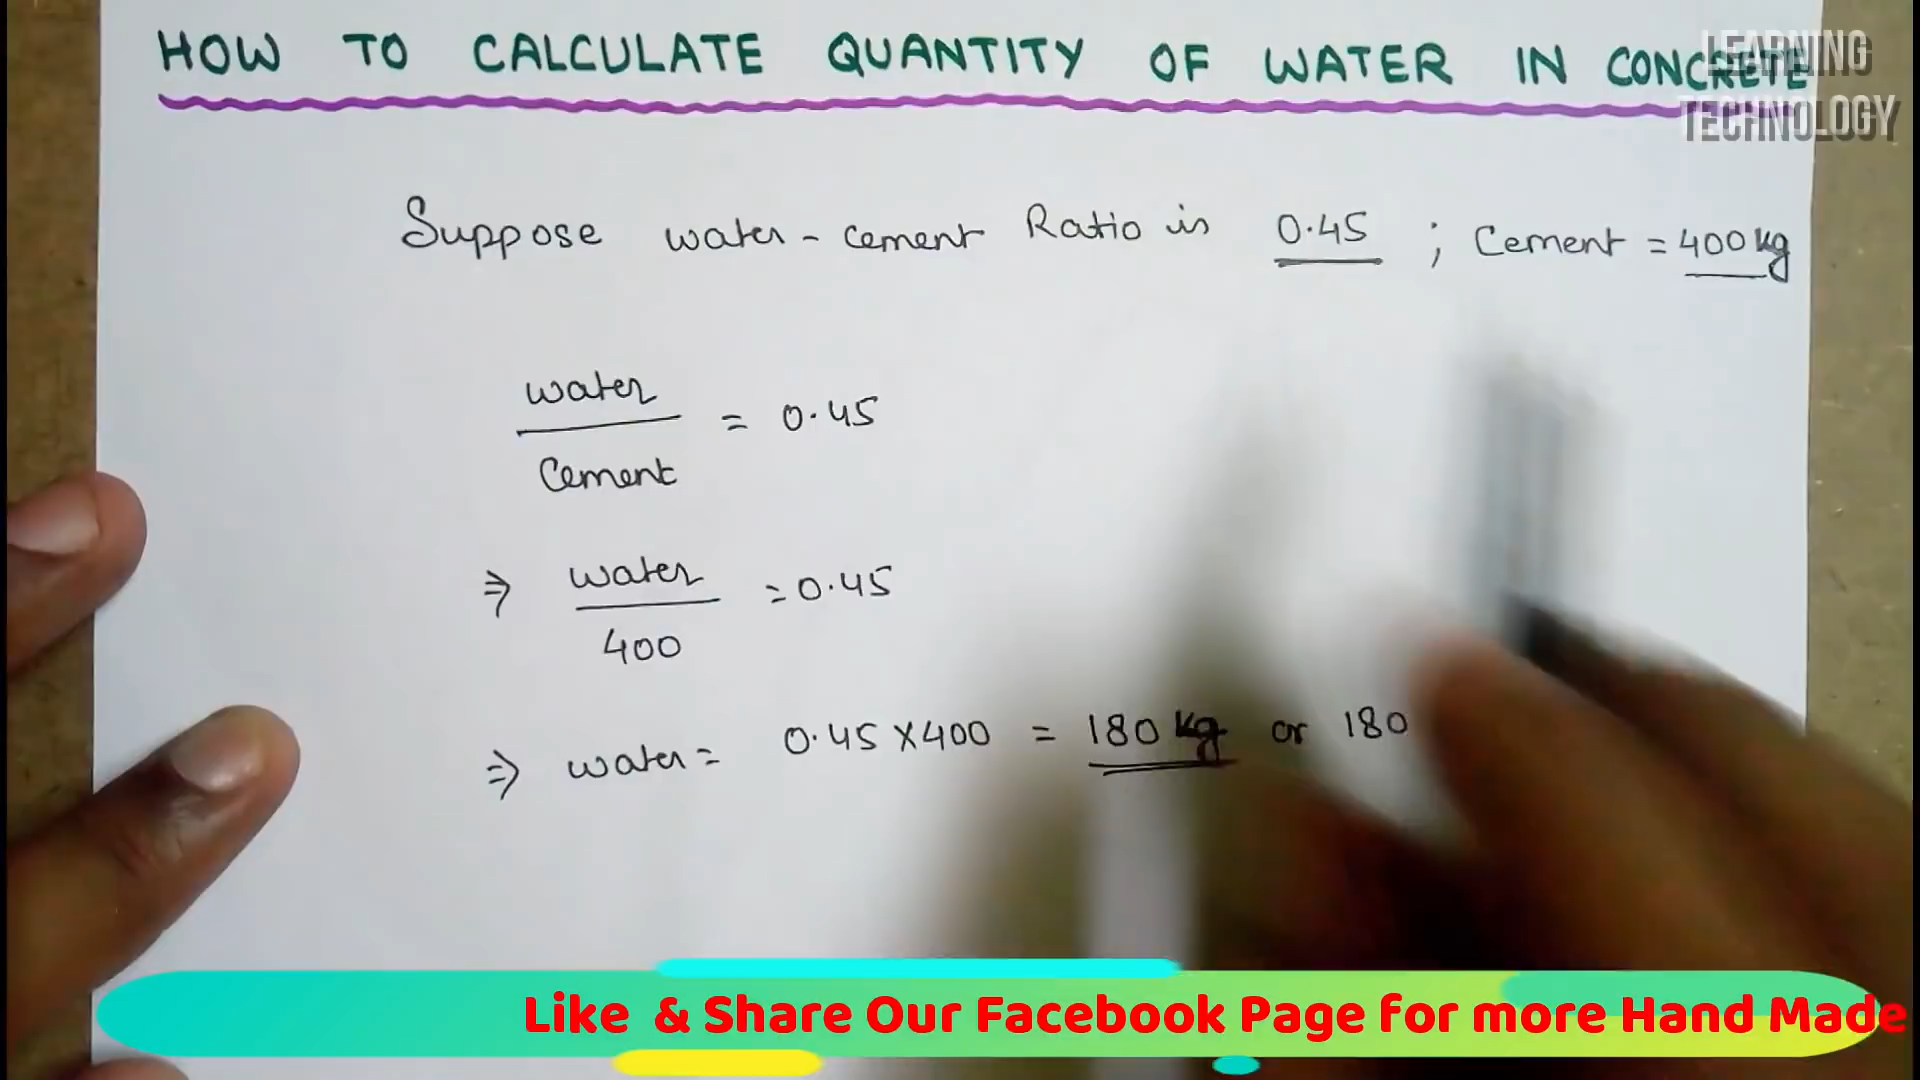 HOW TO CALCULATE QUANTITY OF WATER IN CONCRETE
LEARNING
TECHNOLOGY
Suppose water-cement Ratio is 0.45 ; Cement = 400 kg
water
Cement
= 0.45
⇒ water
400
= 0.45
⇒ water = 0.45 X 400 = 180 kg or 180
Like & Share Our Facebook Page for more Hand Made